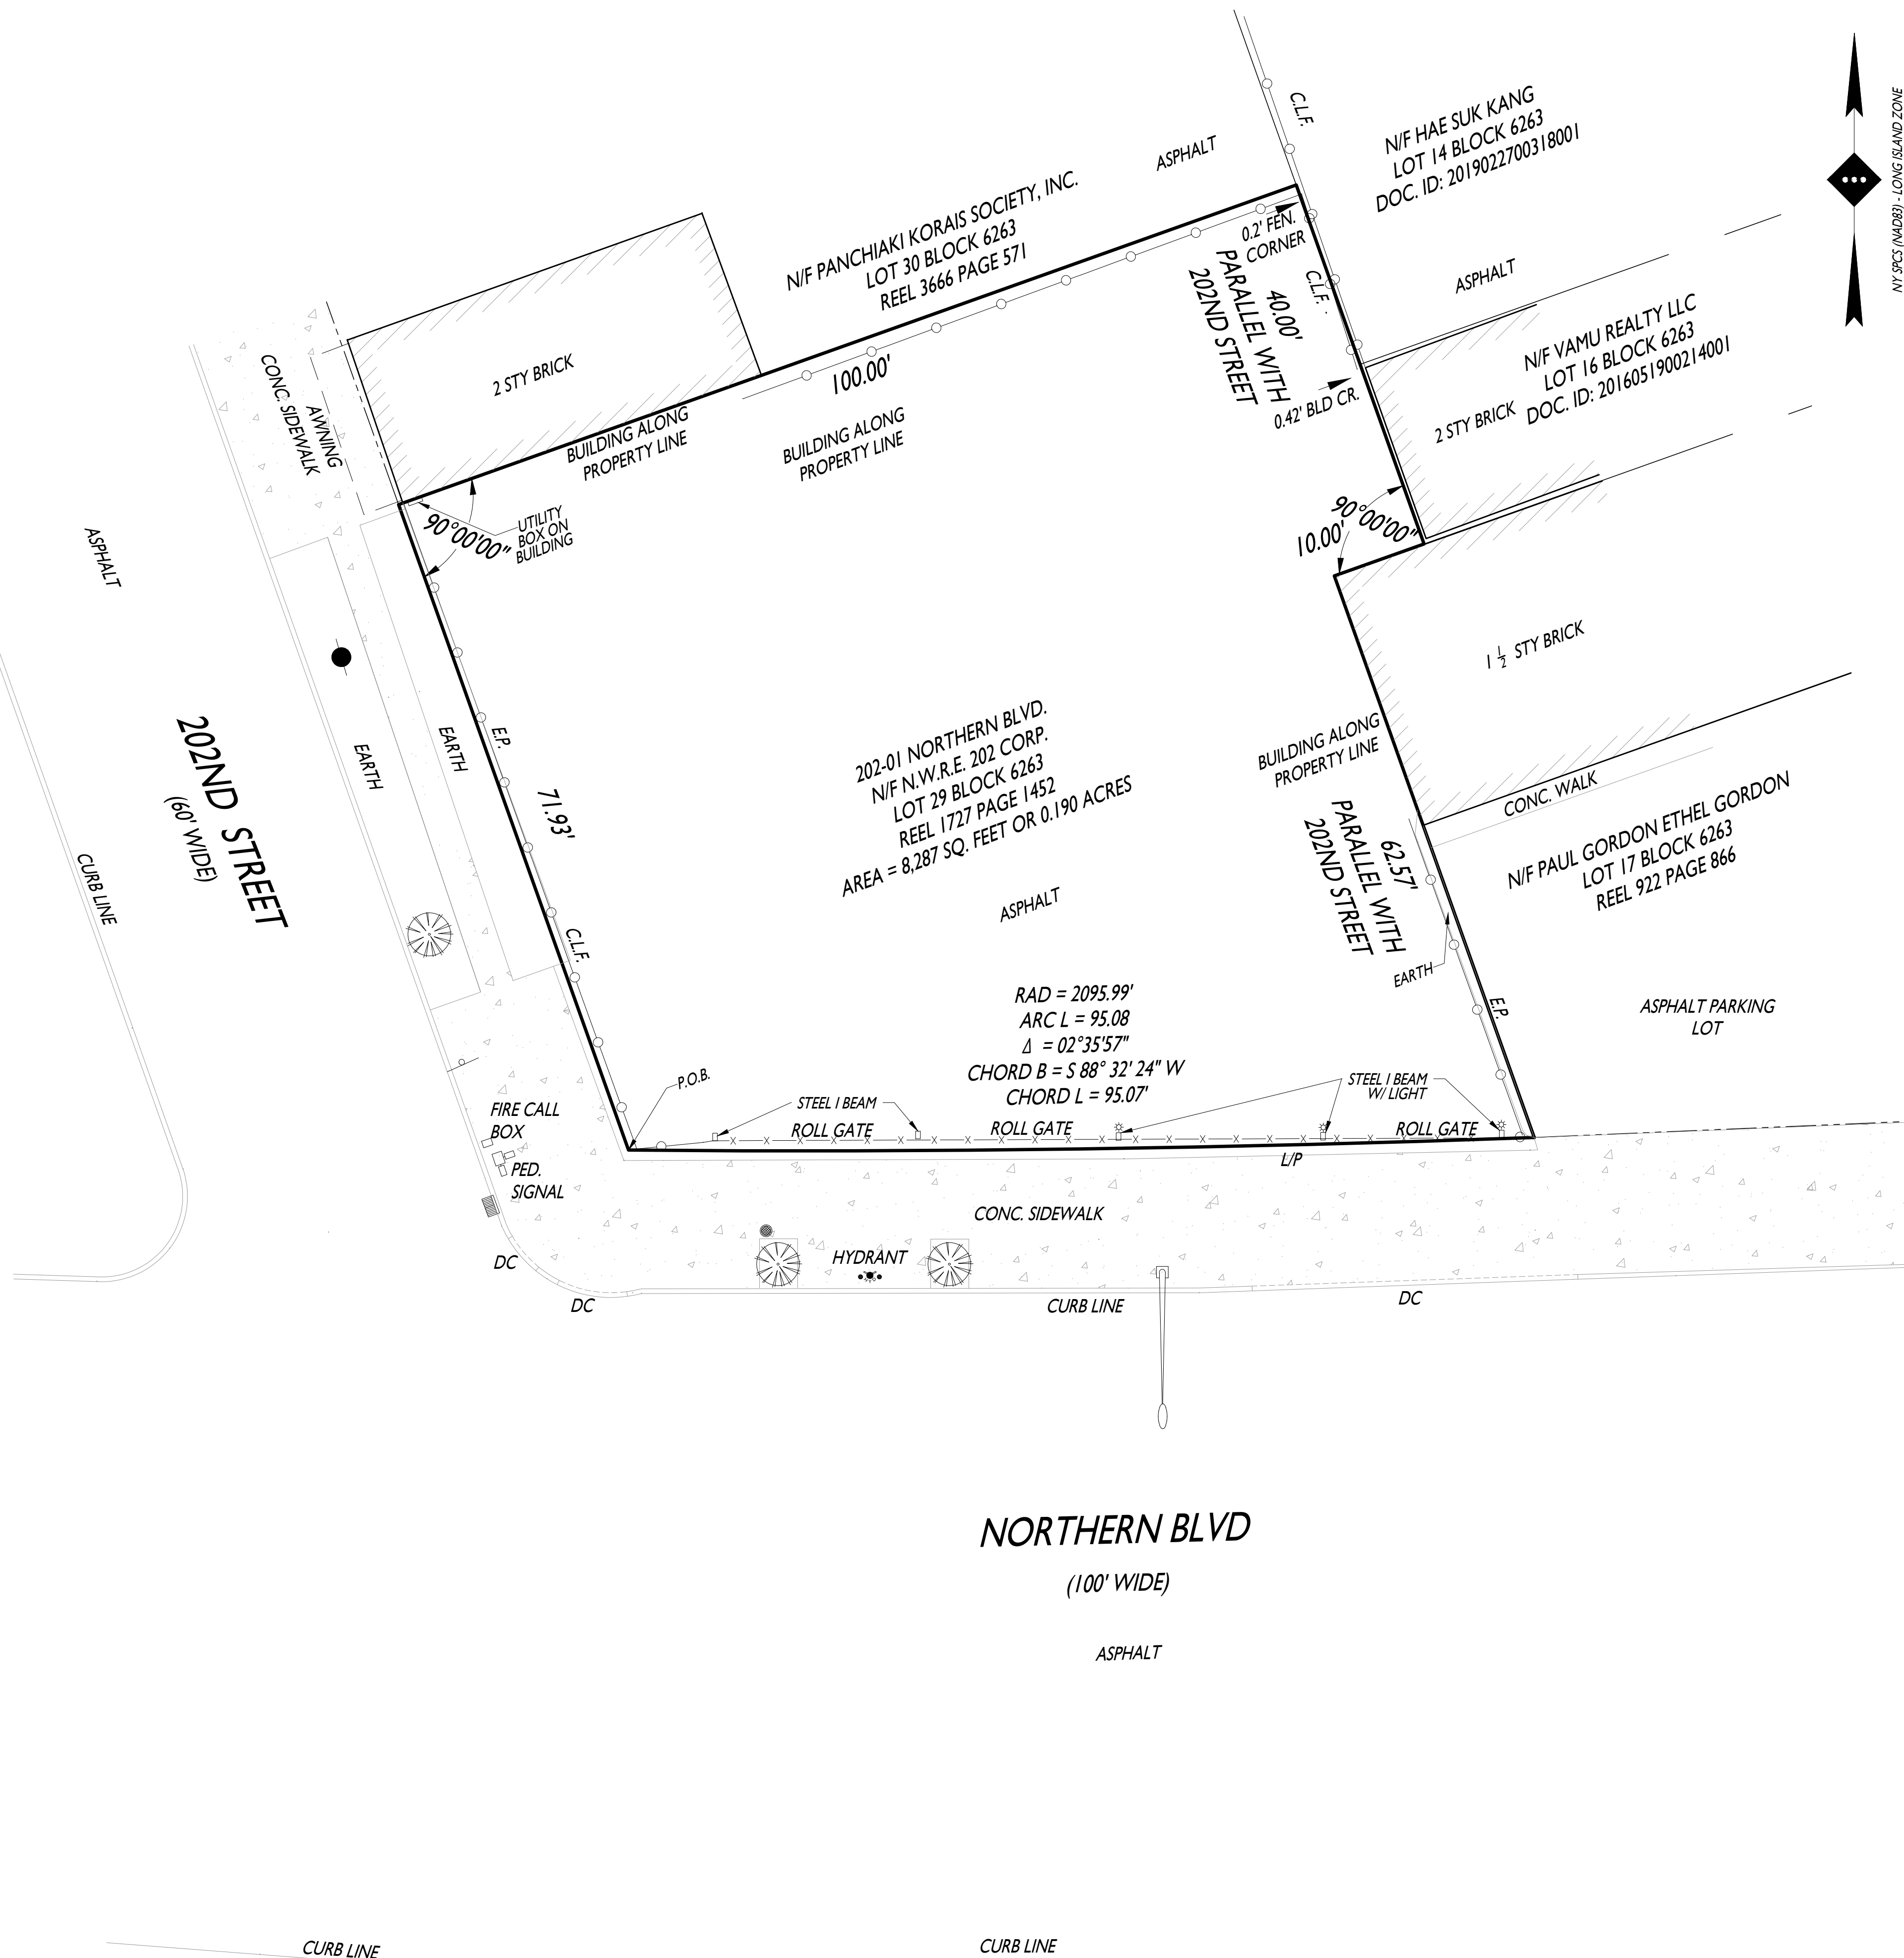 NY SPCS (NAD83) - LONG ISLAND ZONE
C.L.F.
N/F HAE SUK KANG
LOT 14 BLOCK 6263
DOC. ID: 2019022700318001
ASPHALT
N/F PANCHIAKI KORAIS SOCIETY, INC.
LOT 30 BLOCK 6263
REEL 3666 PAGE 571
0.2' FEN.
CORNER
C.L.F.
40.00'
PARALLEL WITH
202ND STREET
ASPHALT
N/F VAMU REALTY LLC
LOT 16 BLOCK 6263
DOC. ID: 2016051900214001
2 STY BRICK
0.42' BLD CR.
2 STY BRICK
100.00'
BUILDING ALONG
PROPERTY LINE
BUILDING ALONG
PROPERTY LINE
CONC. SIDEWALK
AWNING
90°00'00"
UTILITY
BOX ON
BUILDING
90°00'00"
10.00'
ASPHALT
1 1/2 STY BRICK
202ND STREET
(60' WIDE)
EARTH
EARTH
E.P.
71.93'
202-01 NORTHERN BLVD.
N/F N.W.R.E. 202 CORP.
LOT 29 BLOCK 6263
REEL 1727 PAGE 1452
AREA = 8,287 SQ. FEET OR 0.190 ACRES
ASPHALT
BUILDING ALONG
PROPERTY LINE
CONC. WALK
62.57'
PARALLEL WITH
202ND STREET
N/F PAUL GORDON ETHEL GORDON
LOT 17 BLOCK 6263
REEL 922 PAGE 866
CURB LINE
C.L.F.
EARTH
E.P.
ASPHALT PARKING
LOT
RAD = 2095.99'
ARC L = 95.08
Δ = 02°35'57"
CHORD B = S 88° 32' 24" W
CHORD L = 95.07'
P.O.B.
STEEL I BEAM
STEEL I BEAM
W/ LIGHT
FIRE CALL
BOX
ROLL GATE
ROLL GATE
ROLL GATE
L/P
PED.
SIGNAL
CONC. SIDEWALK
DC
HYDRANT
DC
CURB LINE
DC
NORTHERN BLVD
(100' WIDE)
ASPHALT
CURB LINE
CURB LINE